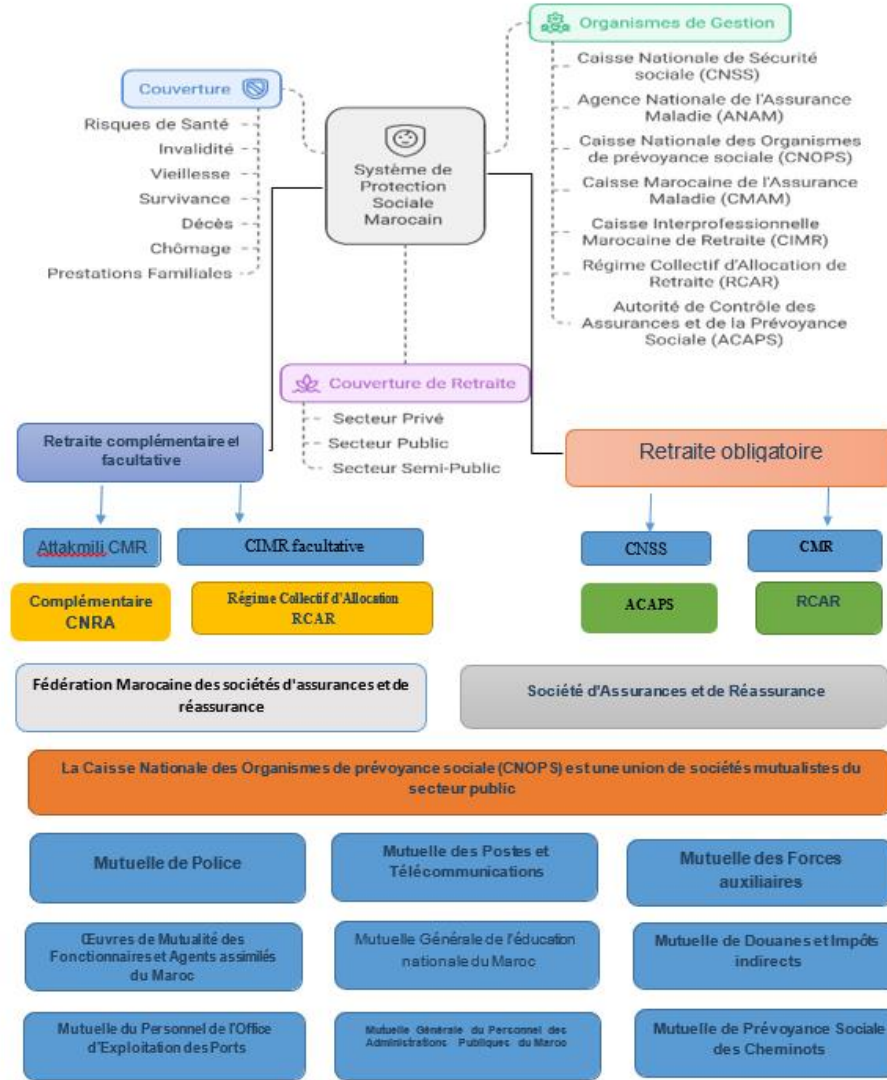 Organismes de Gestion
Caisse Nationale de Sécurité
sociale (CNSS)
Agence Nationale de l'Assurance
Maladie (ANAM)
Caisse Nationale des Organismes
de prévoyance sociale (CNOPS)
Caisse Marocaine de l'Assurance
Maladie (CMAM)
Caisse Interprofessionnelle
Marocaine de Retraite (CIMR)
Régime Collectif d'Allocation de
Retraite (RCAR)
Autorité de Contrôle des
Assurances et de la Prévoyance
Sociale (ACAPS)
Couverture
Risques de Santé
Invalidité
Vieillesse
Survivance
Décès
Chômage
Prestations Familiales
Système de
Protection
Sociale
Marocain
Couverture de Retraite
Secteur Privé
Secteur Public
Secteur Semi-Public
Retraite complémentaire et
facultative
Retraite obligatoire
Attakmili CMR
CIMR facultative
CNSS
CMR
Complémentaire
CNRA
Régime Collectif d'Allocation
RCAR
ACAPS
RCAR
Fédération Marocaine des sociétés d'assurances et de
réassurance
Société d'Assurances et de Réassurance
La Caisse Nationale des Organismes de prévoyance sociale (CNOPS) est une union de sociétés mutualistes du
secteur public
Mutuelle de Police
Mutuelle des Postes et
Télécommunications
Mutuelle des Forces
auxiliaires
Œuvres de Mutualité des
Fonctionnaires et Agents assimilés
du Maroc
Mutuelle Générale de l'éducation
nationale du Maroc
Mutuelle de Douanes et Impôts
indirects
Mutuelle du Personnel de l'Office
d'Exploitation des Ports
Mutuelle Générale du Personnel des
Administrations Publiques du Maroc
Mutuelle de Prévoyance Sociale
des Cheminots